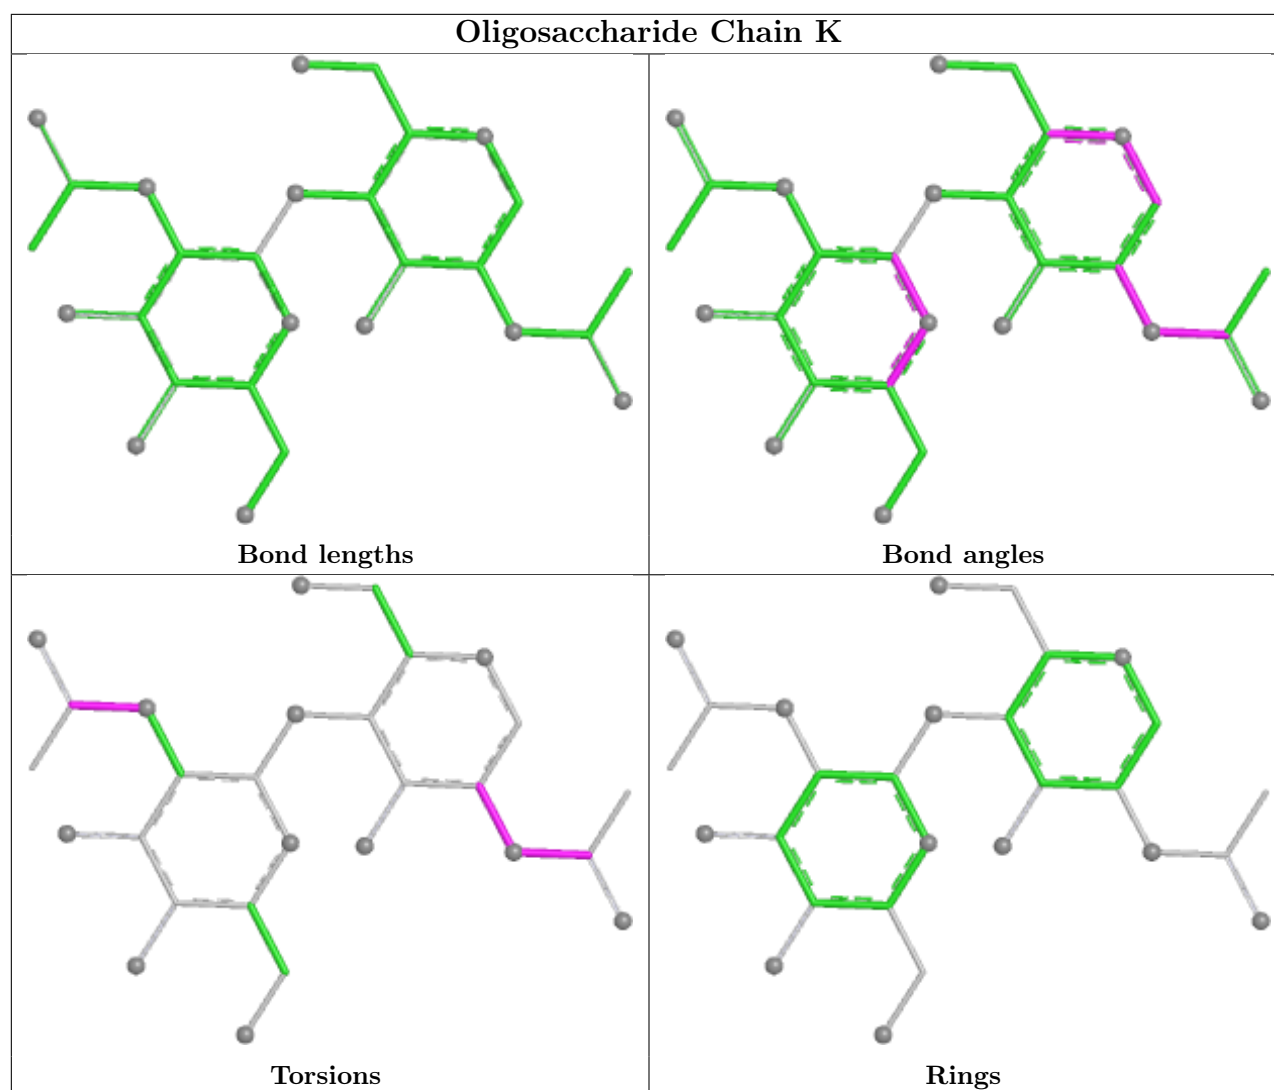 Oligosaccharide Chain K
Bond lengths
Bond angles
Torsions
Rings